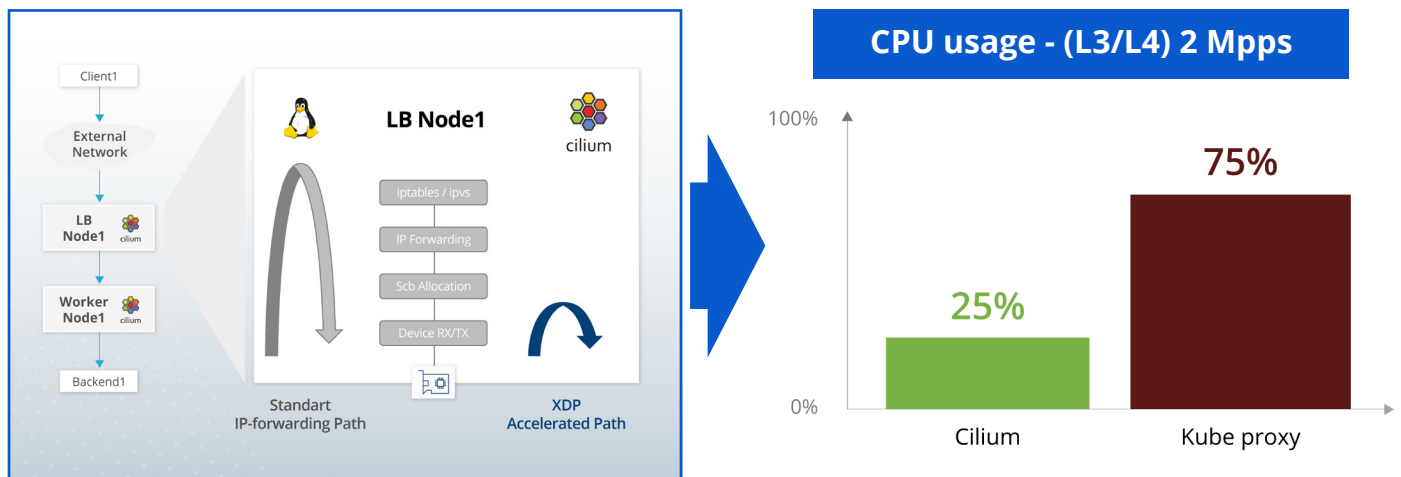 Client1
External
Network
LB
Node1
cilium
Worker
Node1
cilium
Backend1
LB Node1
cilium
iptables / ipvs
IP Forwarding
Scb Allocation
Device RX/TX
Standart
IP-forwarding Path
XDP
Accelerated Path
CPU usage - (L3/L4) 2 Mpps
100%
75%
25%
0%
Cilium
Kube proxy